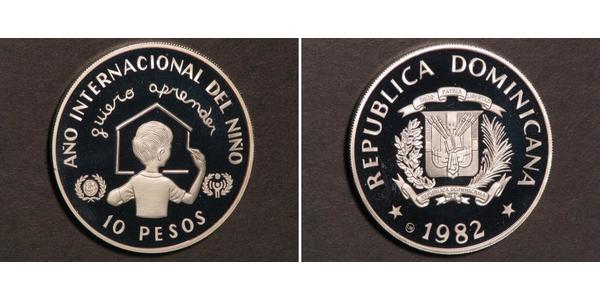 AÑO INTERNACIONAL DEL NIÑO
quiero aprender
10 PESOS
REPUBLICA DOMINICANA
DIOS PATRIA LIBERTAD
REPUBLICA DOMINICANA
1982